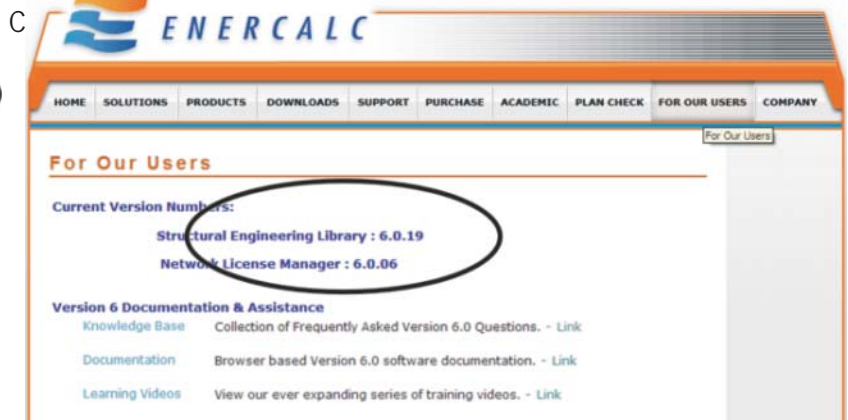 C
ENERCALC
)
HOME SOLUTIONS PRODUCTS DOWNLOADS SUPPORT PURCHASE ACADEMIC PLAN CHECK FOR OUR USERS COMPANY
For Our Users
For Our Users
Current Version Numbers:
Structural Engineering Library : 6.0.19
Network License Manager : 6.0.06
Version 6 Documentation & Assistance
Knowledge Base Collection of Frequently Asked Version 6.0 Questions. - Link
Documentation Browser based Version 6.0 software documentation. - Link
Learning Videos View our ever expanding series of training videos. - Link